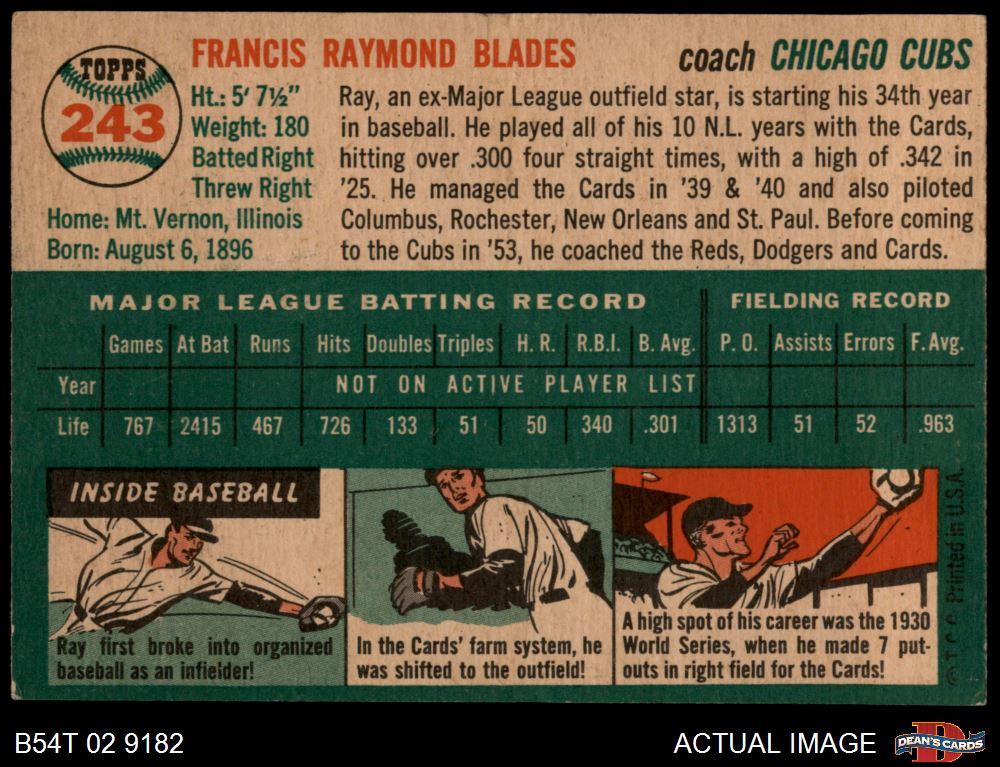 TOPPS
243
FRANCIS RAYMOND BLADES
coach CHICAGO CUBS
Ht.: 5' 7½"
Weight: 180
Batted Right
Threw Right
Home: Mt. Vernon, Illinois
Born: August 6, 1896
Ray, an ex-Major League outfield star, is starting his 34th year
in baseball. He played all of his 10 N.L. years with the Cards,
hitting over .300 four straight times, with a high of .342 in
'25. He managed the Cards in '39 & '40 and also piloted
Columbus, Rochester, New Orleans and St. Paul. Before coming
to the Cubs in '53, he coached the Reds, Dodgers and Cards.
MAJOR LEAGUE BATTING RECORD FIELDING RECORD
Games At Bat Runs Hits Doubles Triples H. R. R.B.I. B. Avg. P. O. Assists Errors F. Avg.
Year NOT ON ACTIVE PLAYER LIST
Life 767 2415 467 726 133 51 50 340 .301 1313 51 52 .963
INSIDE BASEBALL
Ray first broke into organized
baseball as an infielder!
In the Cards' farm system, he
was shifted to the outfield!
A high spot of his career was the 1930
World Series, when he made 7 put-
outs in right field for the Cards!
© T. C. C. Printed in U.S.A.
B54T 02 9182
ACTUAL IMAGE
D
DEAN'S CARDS